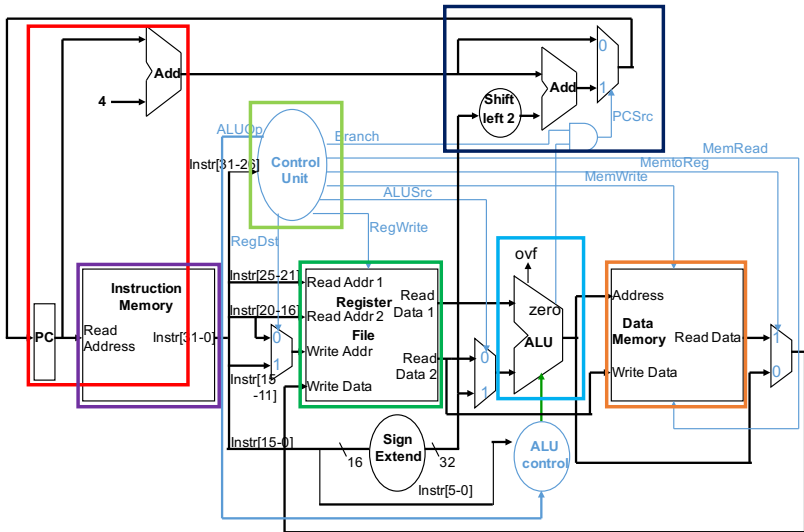 Add
4
0
1
Shift
left 2
Add
PCSrc
ALUOp
Branch
Instr[31-26]
Control
Unit
MemRead
MemtoReg
MemWrite
ALUSrc
RegWrite
RegDst
ovf
Instruction
Memory
PC
Read
Address
Instr[31-0]
Instr[25-21]
Instr[20-16]
0
1
Instr[15
-11]
Read Addr 1
Register
Read Addr 2
File
Write Addr
Write Data
Read
Data 1
Read
Data 2
0
1
zero
ALU
Address
Data
Memory
Read Data
Write Data
1
0
Instr[15-0]
16
Sign
Extend
32
ALU
control
Instr[5-0]